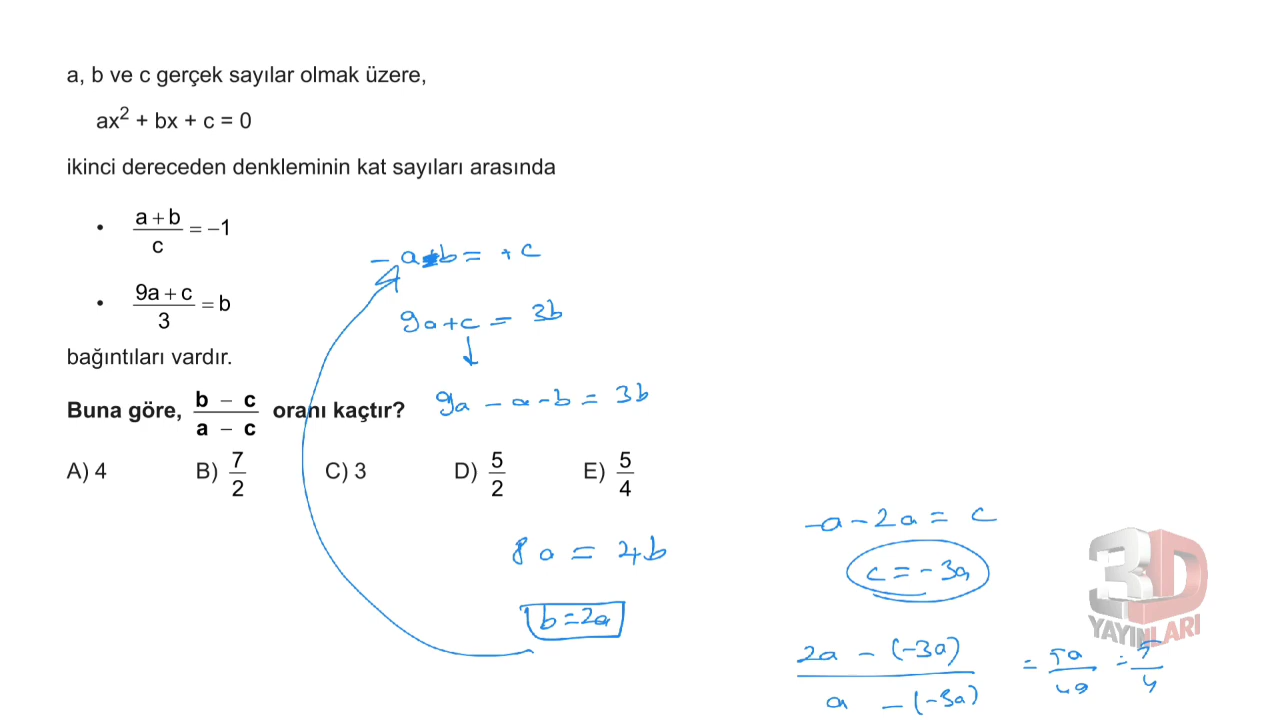 a, b ve c gerçek sayılar olmak üzere,
ax² + bx + c = 0
ikinci dereceden denkleminin kat sayıları arasında
• (a + b)/c = −1
• (9a + c)/3 = b
bağıntıları vardır.
Buna göre, (b − c)/(a − c) oranı kaçtır?
A) 4 B) 7/2 C) 3 D) 5/2 E) 5/4
−a − b = + c
9a + c = 3b
9a − a − b = 3b
8a = 4b
b = 2a
−a − 2a = c
c = −3a
(2a − (−3a))/(a − (−3a)) = 5a/4a = 5/4
3D
YAYINLARI